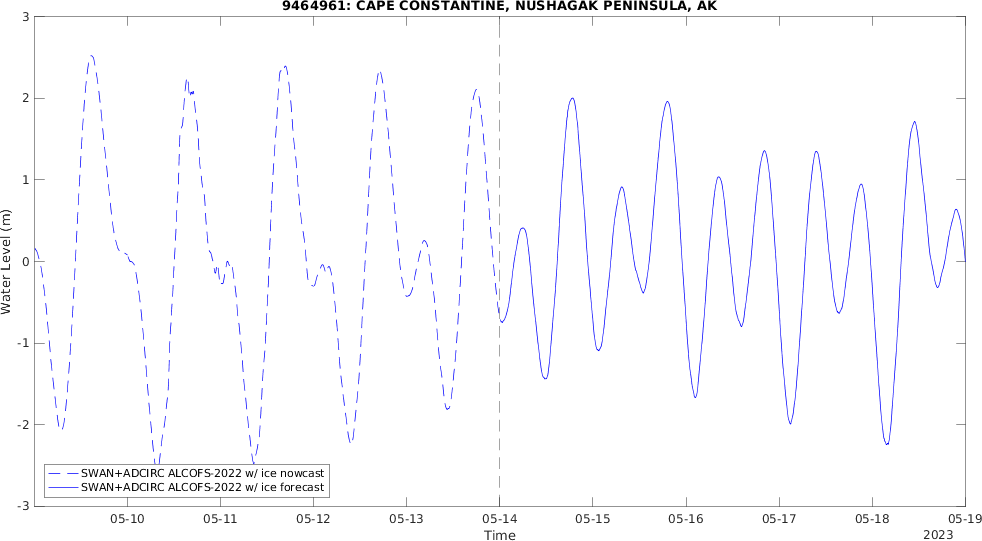 9464961: CAPE CONSTANTINE, NUSHAGAK PENINSULA, AK
3
2
1
0
-1
-2
-3
Water Level (m)
SWAN+ADCIRC ALCOFS-2022 w/ ice nowcast
SWAN+ADCIRC ALCOFS-2022 w/ ice forecast
05-10 05-11 05-12 05-13 05-14 05-15 05-16 05-17 05-18 05-19
Time
2023